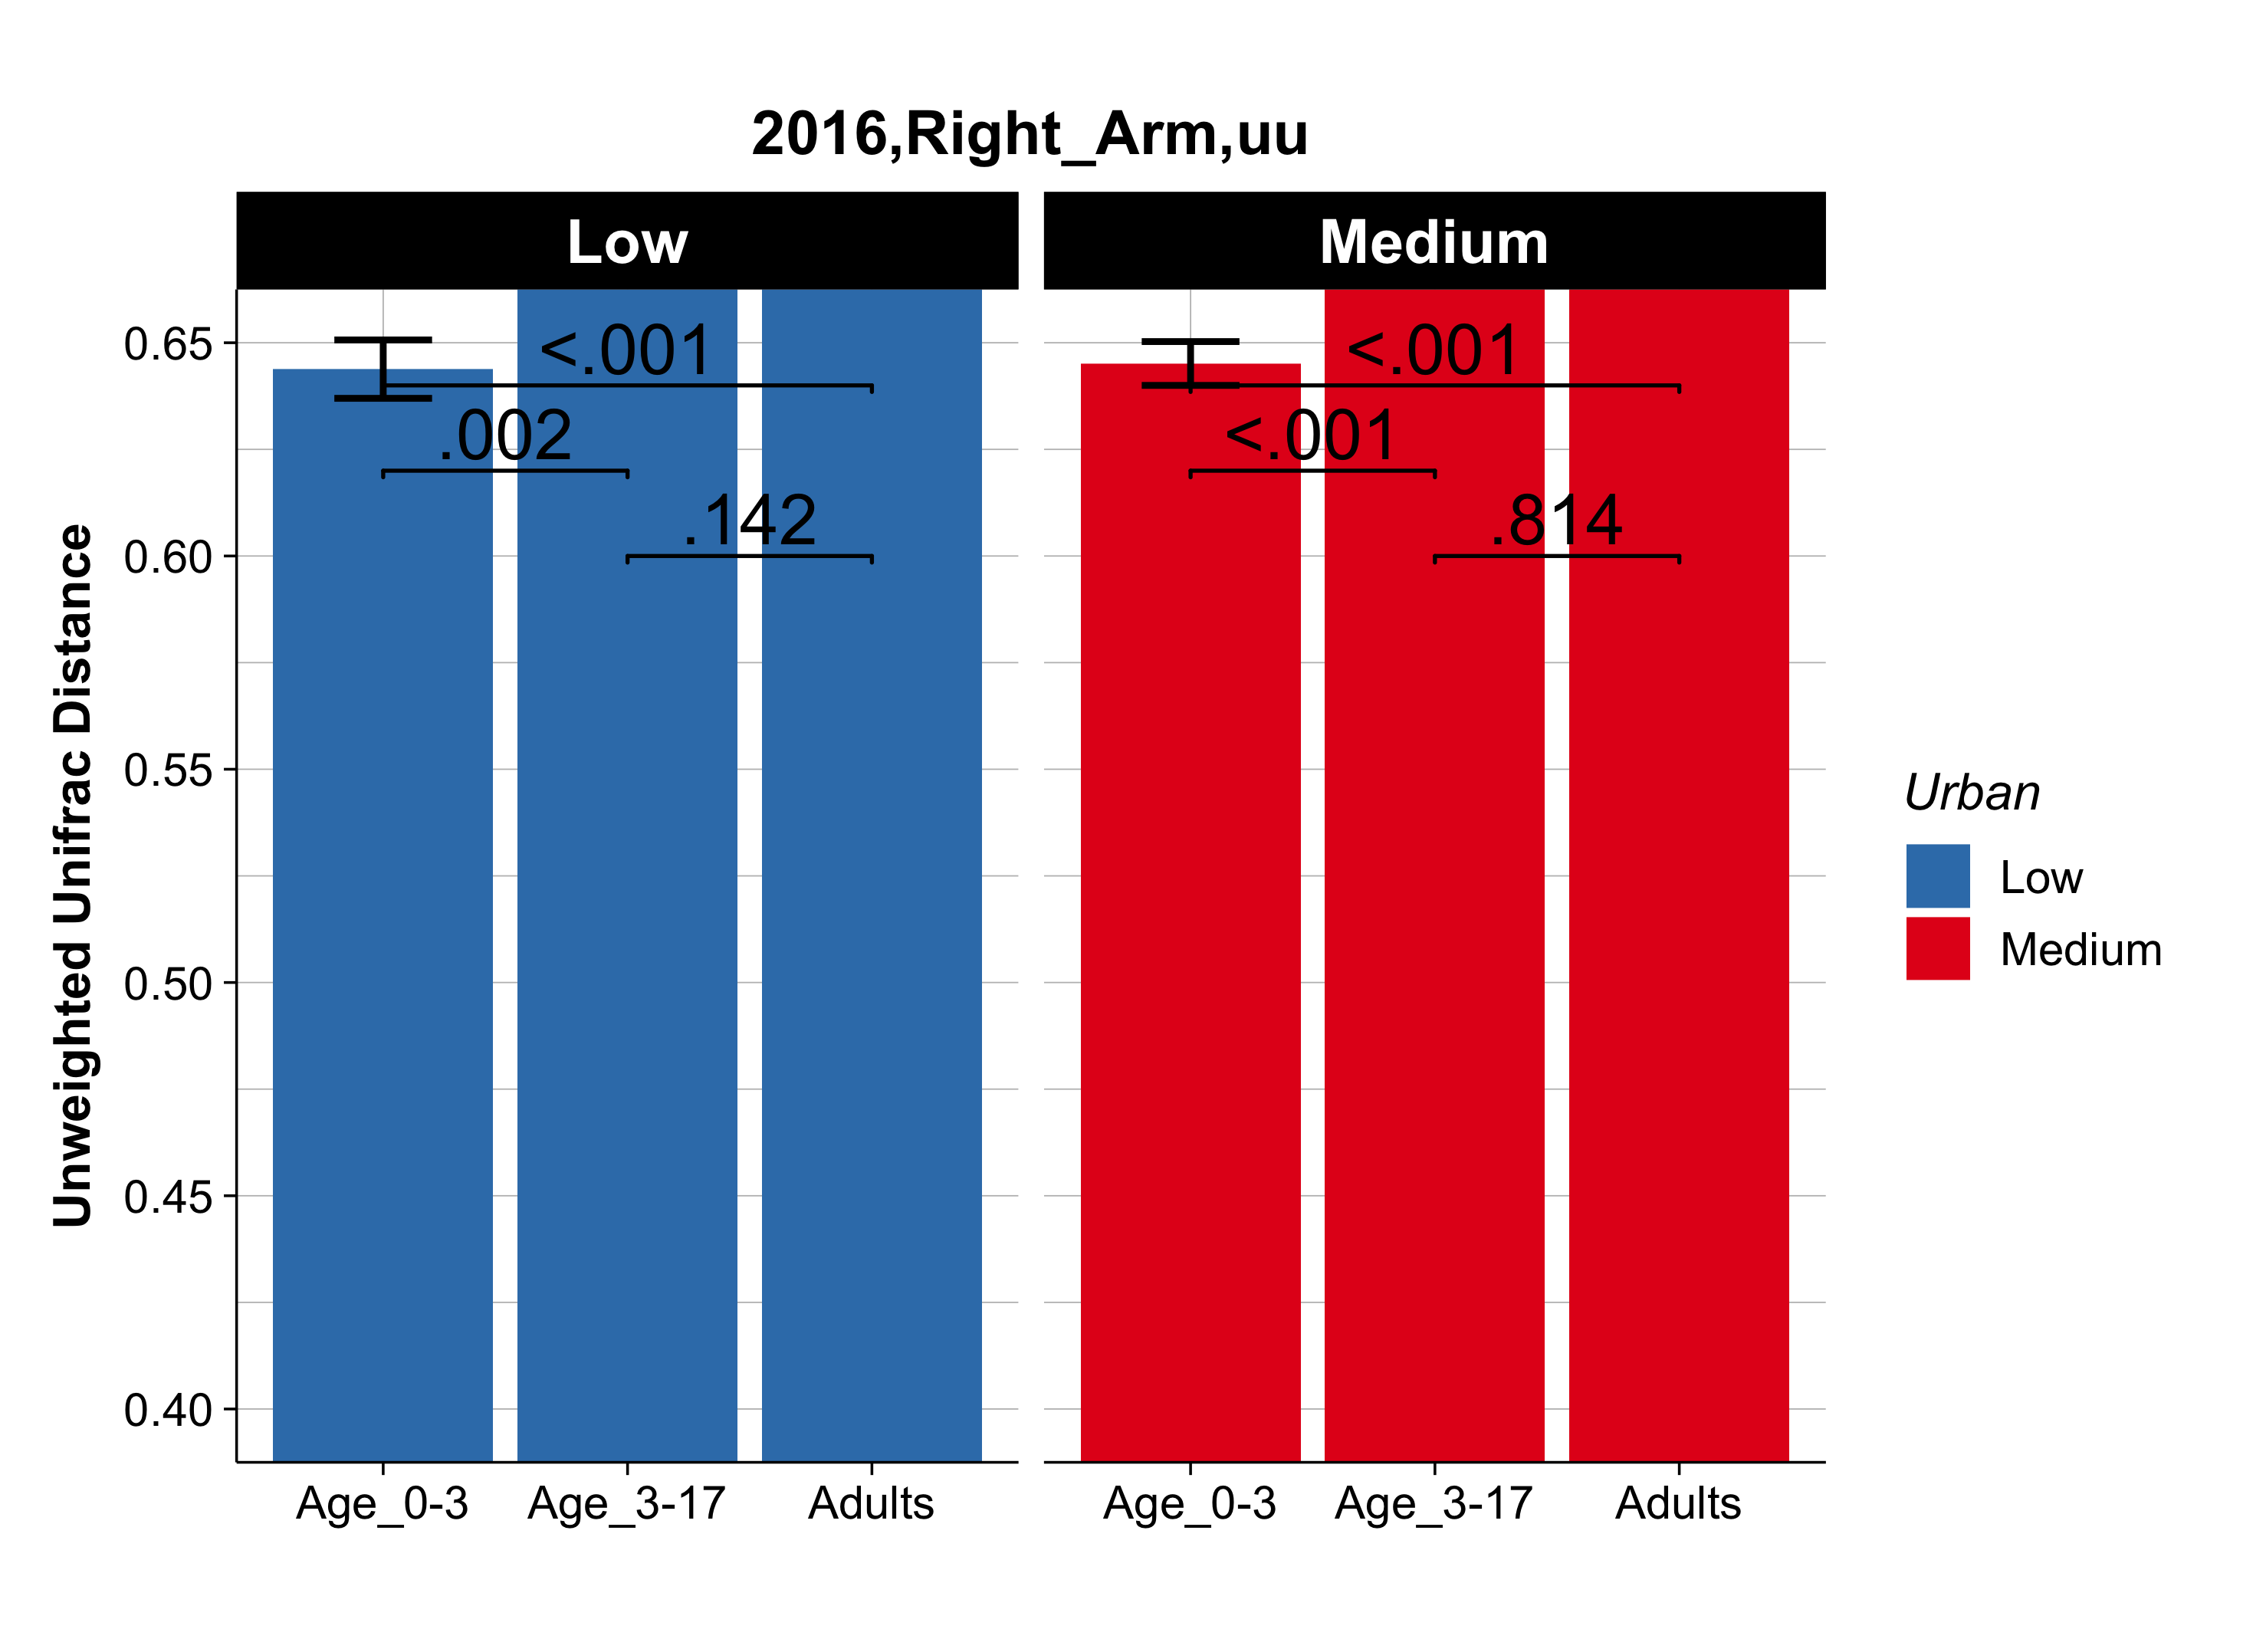 2016,Right_Arm,uu
Low
Medium
Unweighted Unifrac Distance
0.65
0.60
0.55
0.50
0.45
0.40
<.001
.002
.142
<.001
<.001
.814
Age_0-3
Age_3-17
Adults
Age_0-3
Age_3-17
Adults
Urban
Low
Medium